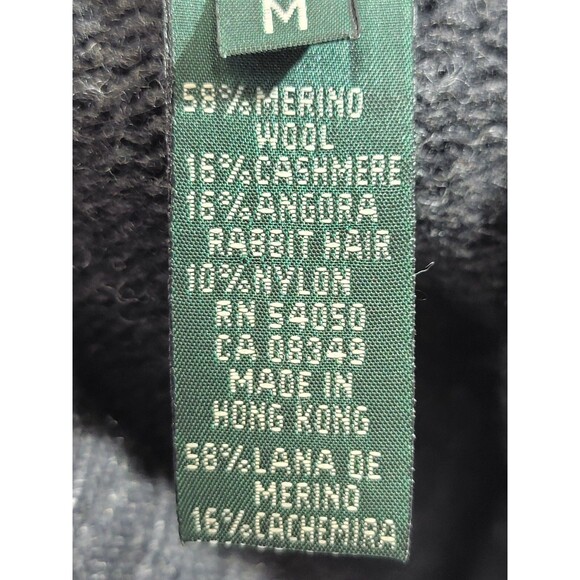 M
58% MERINO
WOOL
16% CASHMERE
16% ANGORA
RABBIT HAIR
10% NYLON
RN 54050
CA 08349
MADE IN
HONG KONG
58% LANA DE
MERINO
16% CACHEMIRA